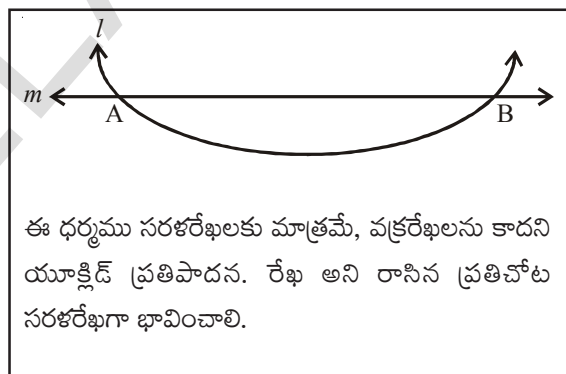 l
m
A
B
ఈ ధర్మము సరళరేఖలకు మాత్రమే, వక్రరేఖలను కాదని
యూక్లిడ్ ప్రతిపాదన. రేఖ అని రాసిన ప్రతిచోట
సరళరేఖగా భావించాలి.